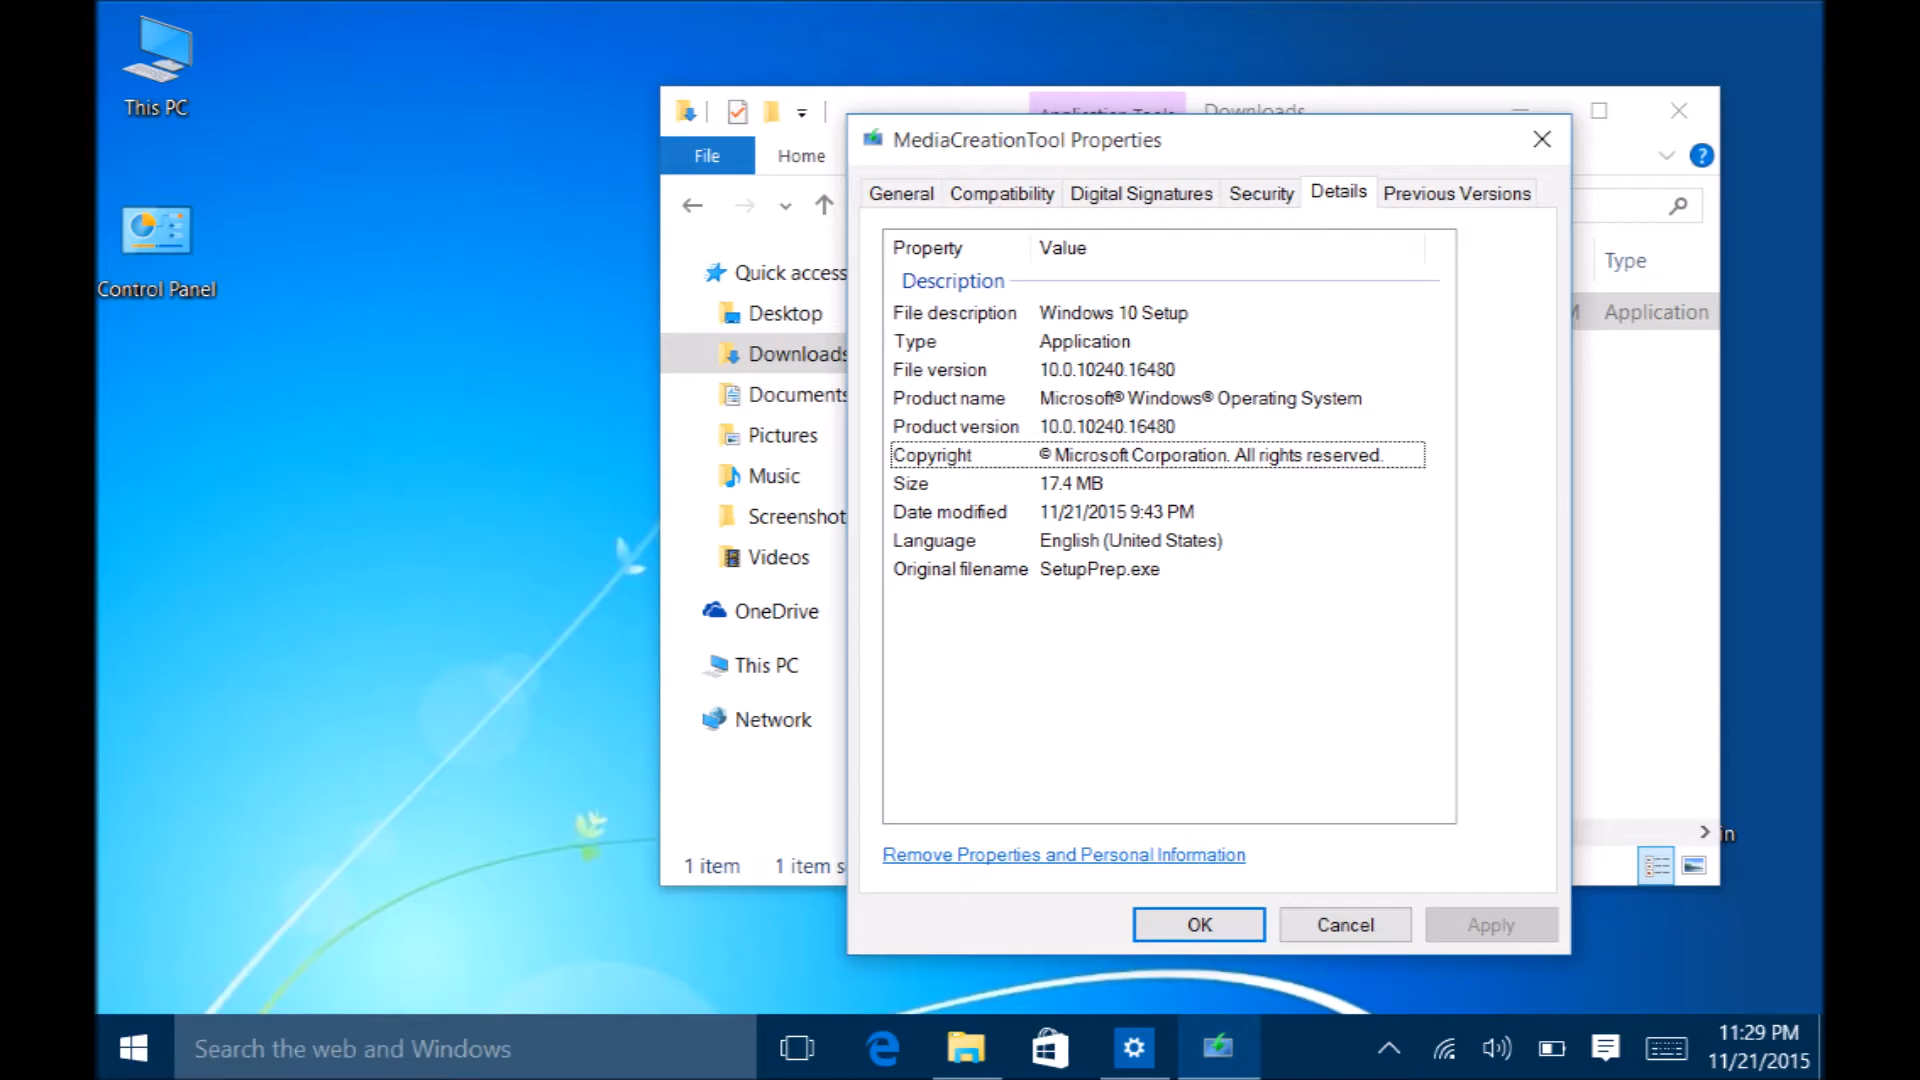 This PC
Control Panel
Downloads
File
Home
Quick access
Desktop
Downloads
Documents
Pictures
Music
Screenshot
Videos
OneDrive
This PC
Network
1 item
1 item s
Type
Application
in
MediaCreationTool Properties
General Compatibility Digital Signatures Security Details Previous Versions
Property Value
Description
File description Windows 10 Setup
Type Application
File version 10.0.10240.16480
Product name Microsoft® Windows® Operating System
Product version 10.0.10240.16480
Copyright © Microsoft Corporation. All rights reserved.
Size 17.4 MB
Date modified 11/21/2015 9:43 PM
Language English (United States)
Original filename SetupPrep.exe
Remove Properties and Personal Information
OK Cancel Apply
Search the web and Windows
11:29 PM
11/21/2015